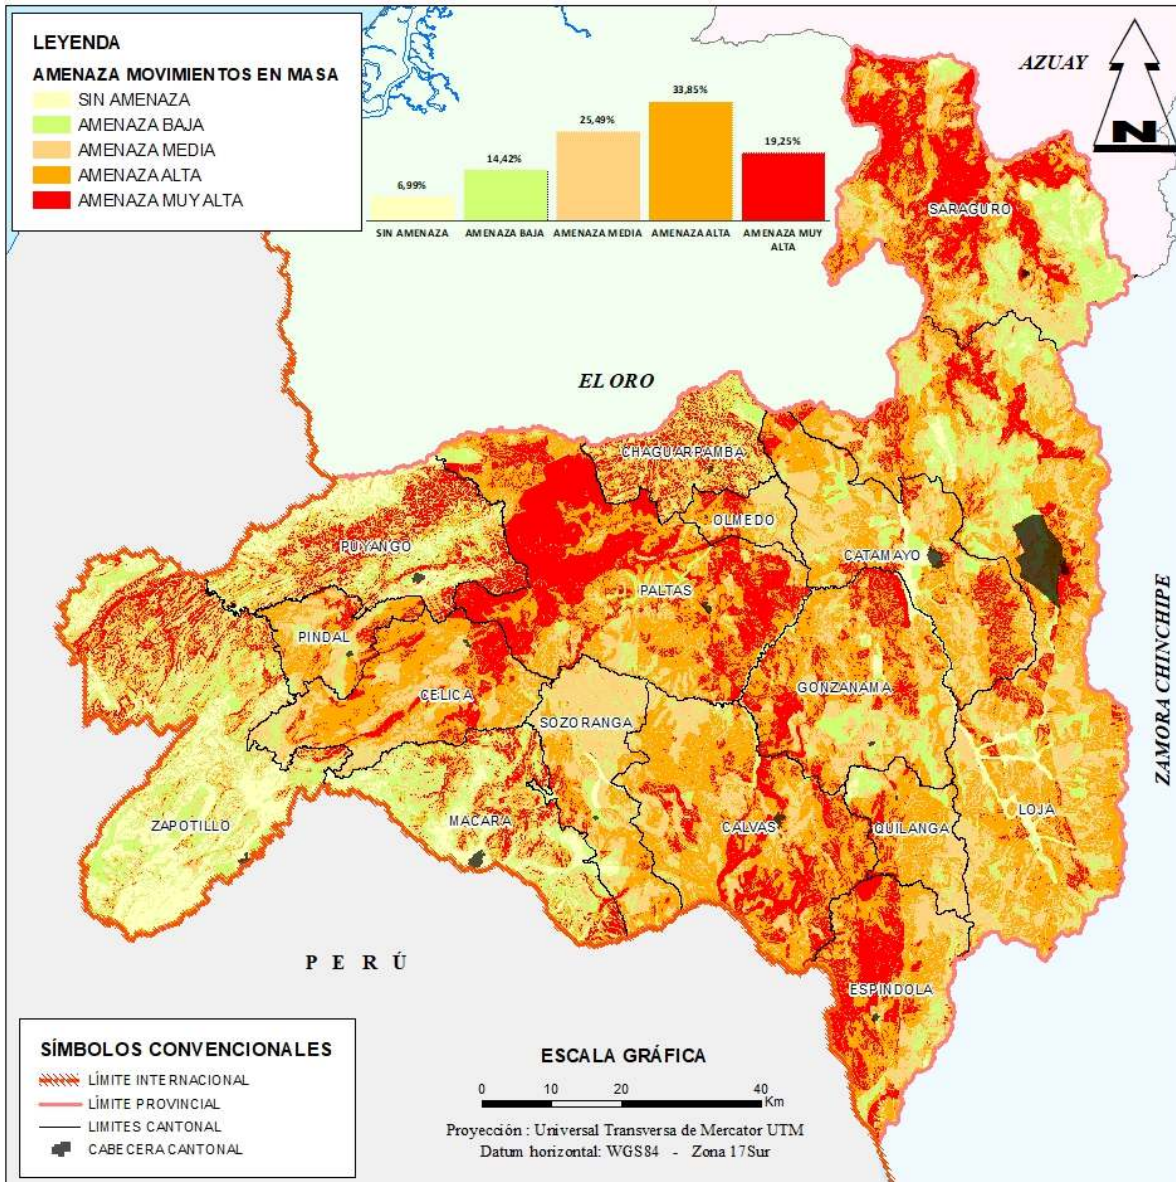 LEYENDA
AMENAZA MOVIMIENTOS EN MASA
SIN AMENAZA
AMENAZA BAJA
AMENAZA MEDIA
AMENAZA ALTA
AMENAZA MUY ALTA
6,99%
14,42%
25,49%
33,85%
19,25%
SIN AMENAZA
AMENAZA BAJA
AMENAZA MEDIA
AMENAZA ALTA
AMENAZA MUY
ALTA
AZUAY
N
SARAGURO
EL ORO
CHAGUARPAMBA
OLMEDO
PUYANGO
CATAMAYO
PALTAS
PINDAL
CELICA
GONZANAMA
SOZORANGA
ZAMORA CHINCHIPE
ZAPOTILLO
MACARA
CALVAS
QUILANGA
LOJA
PERÚ
ESPINDOLA
SÍMBOLOS CONVENCIONALES
LÍMITE INTERNACIONAL
LÍMITE PROVINCIAL
LIMITES CANTONAL
CABECERA CANTONAL
ESCALA GRÁFICA
0 10 20 40
Km
Proyección : Universal Transversa de Mercator UTM
Datum horizontal: WGS84 - Zona 17Sur